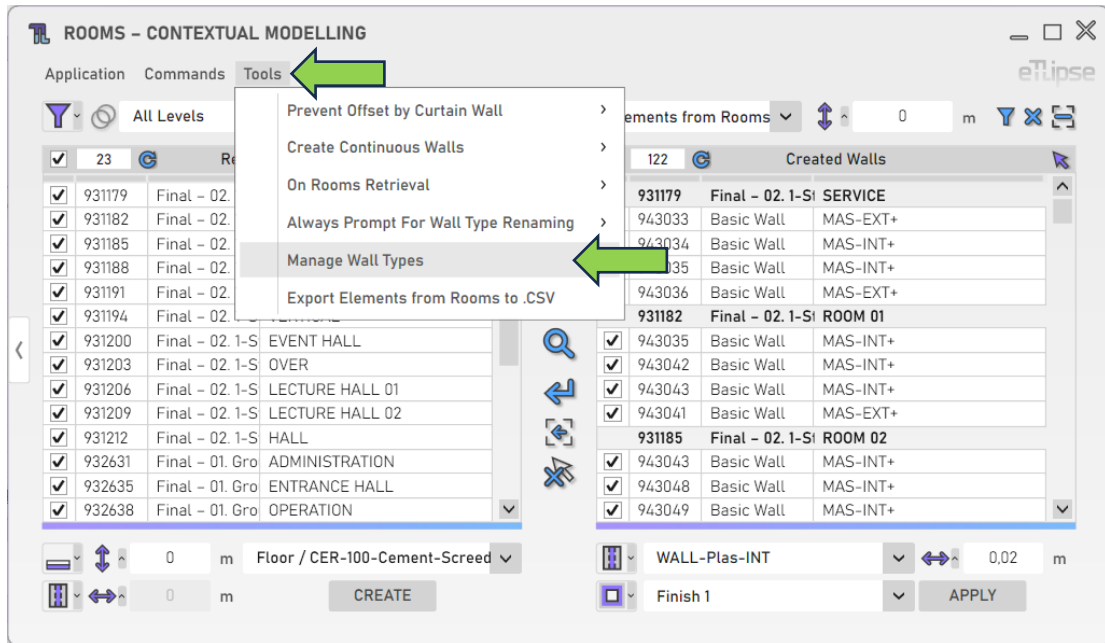 ROOMS – CONTEXTUAL MODELLING
Application Commands Tools
eTLipse
All Levels
ements from Rooms 0 m
Prevent Offset by Curtain Wall
Create Continuous Walls
On Rooms Retrieval
Always Prompt For Wall Type Renaming
Manage Wall Types
Export Elements from Rooms to .CSV
23 Re
931179 Final – 02.
931182 Final – 02.
931185 Final – 02.
931188 Final – 02.
931191 Final – 02.
931194 Final – 02. 1-S VERTICAL
931200 Final – 02. 1-S EVENT HALL
931203 Final – 02. 1-S OVER
931206 Final – 02. 1-S LECTURE HALL 01
931209 Final – 02. 1-S LECTURE HALL 02
931212 Final – 02. 1-S HALL
932631 Final – 01. Gro ADMINISTRATION
932635 Final – 01. Gro ENTRANCE HALL
932638 Final – 01. Gro OPERATION
122 Created Walls
931179 Final – 02. 1-St SERVICE
943033 Basic Wall MAS-EXT+
943034 Basic Wall MAS-INT+
035 Basic Wall MAS-INT+
943036 Basic Wall MAS-EXT+
931182 Final – 02. 1-St ROOM 01
943035 Basic Wall MAS-INT+
943042 Basic Wall MAS-INT+
943043 Basic Wall MAS-INT+
943041 Basic Wall MAS-EXT+
931185 Final – 02. 1-St ROOM 02
943043 Basic Wall MAS-INT+
943048 Basic Wall MAS-INT+
943049 Basic Wall MAS-INT+
0 m Floor / CER-100-Cement-Screed
0 m CREATE
WALL-Plas-INT 0,02 m
Finish 1 APPLY